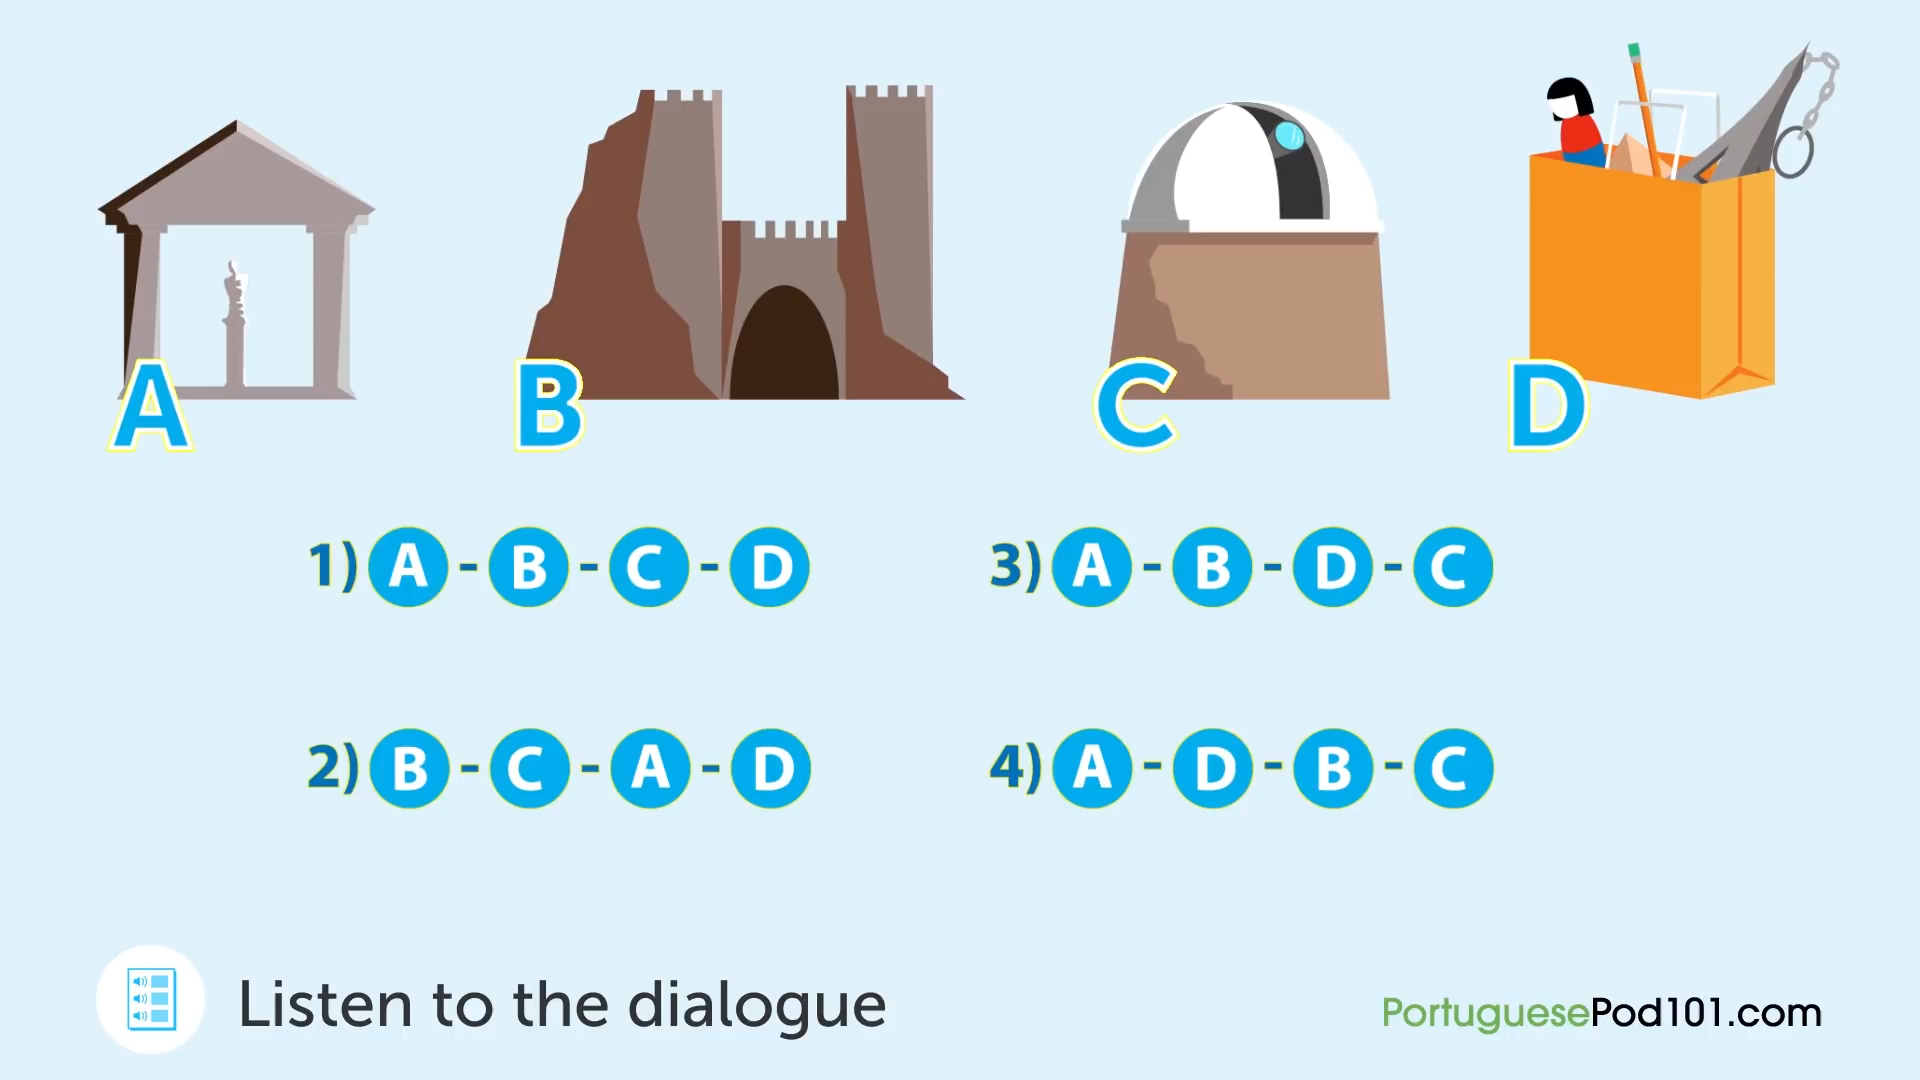 A B C D
1) A - B - C - D
3) A - B - D - C
2) B - C - A - D
4) A - D - B - C
Listen to the dialogue
PortuguesePod101.com